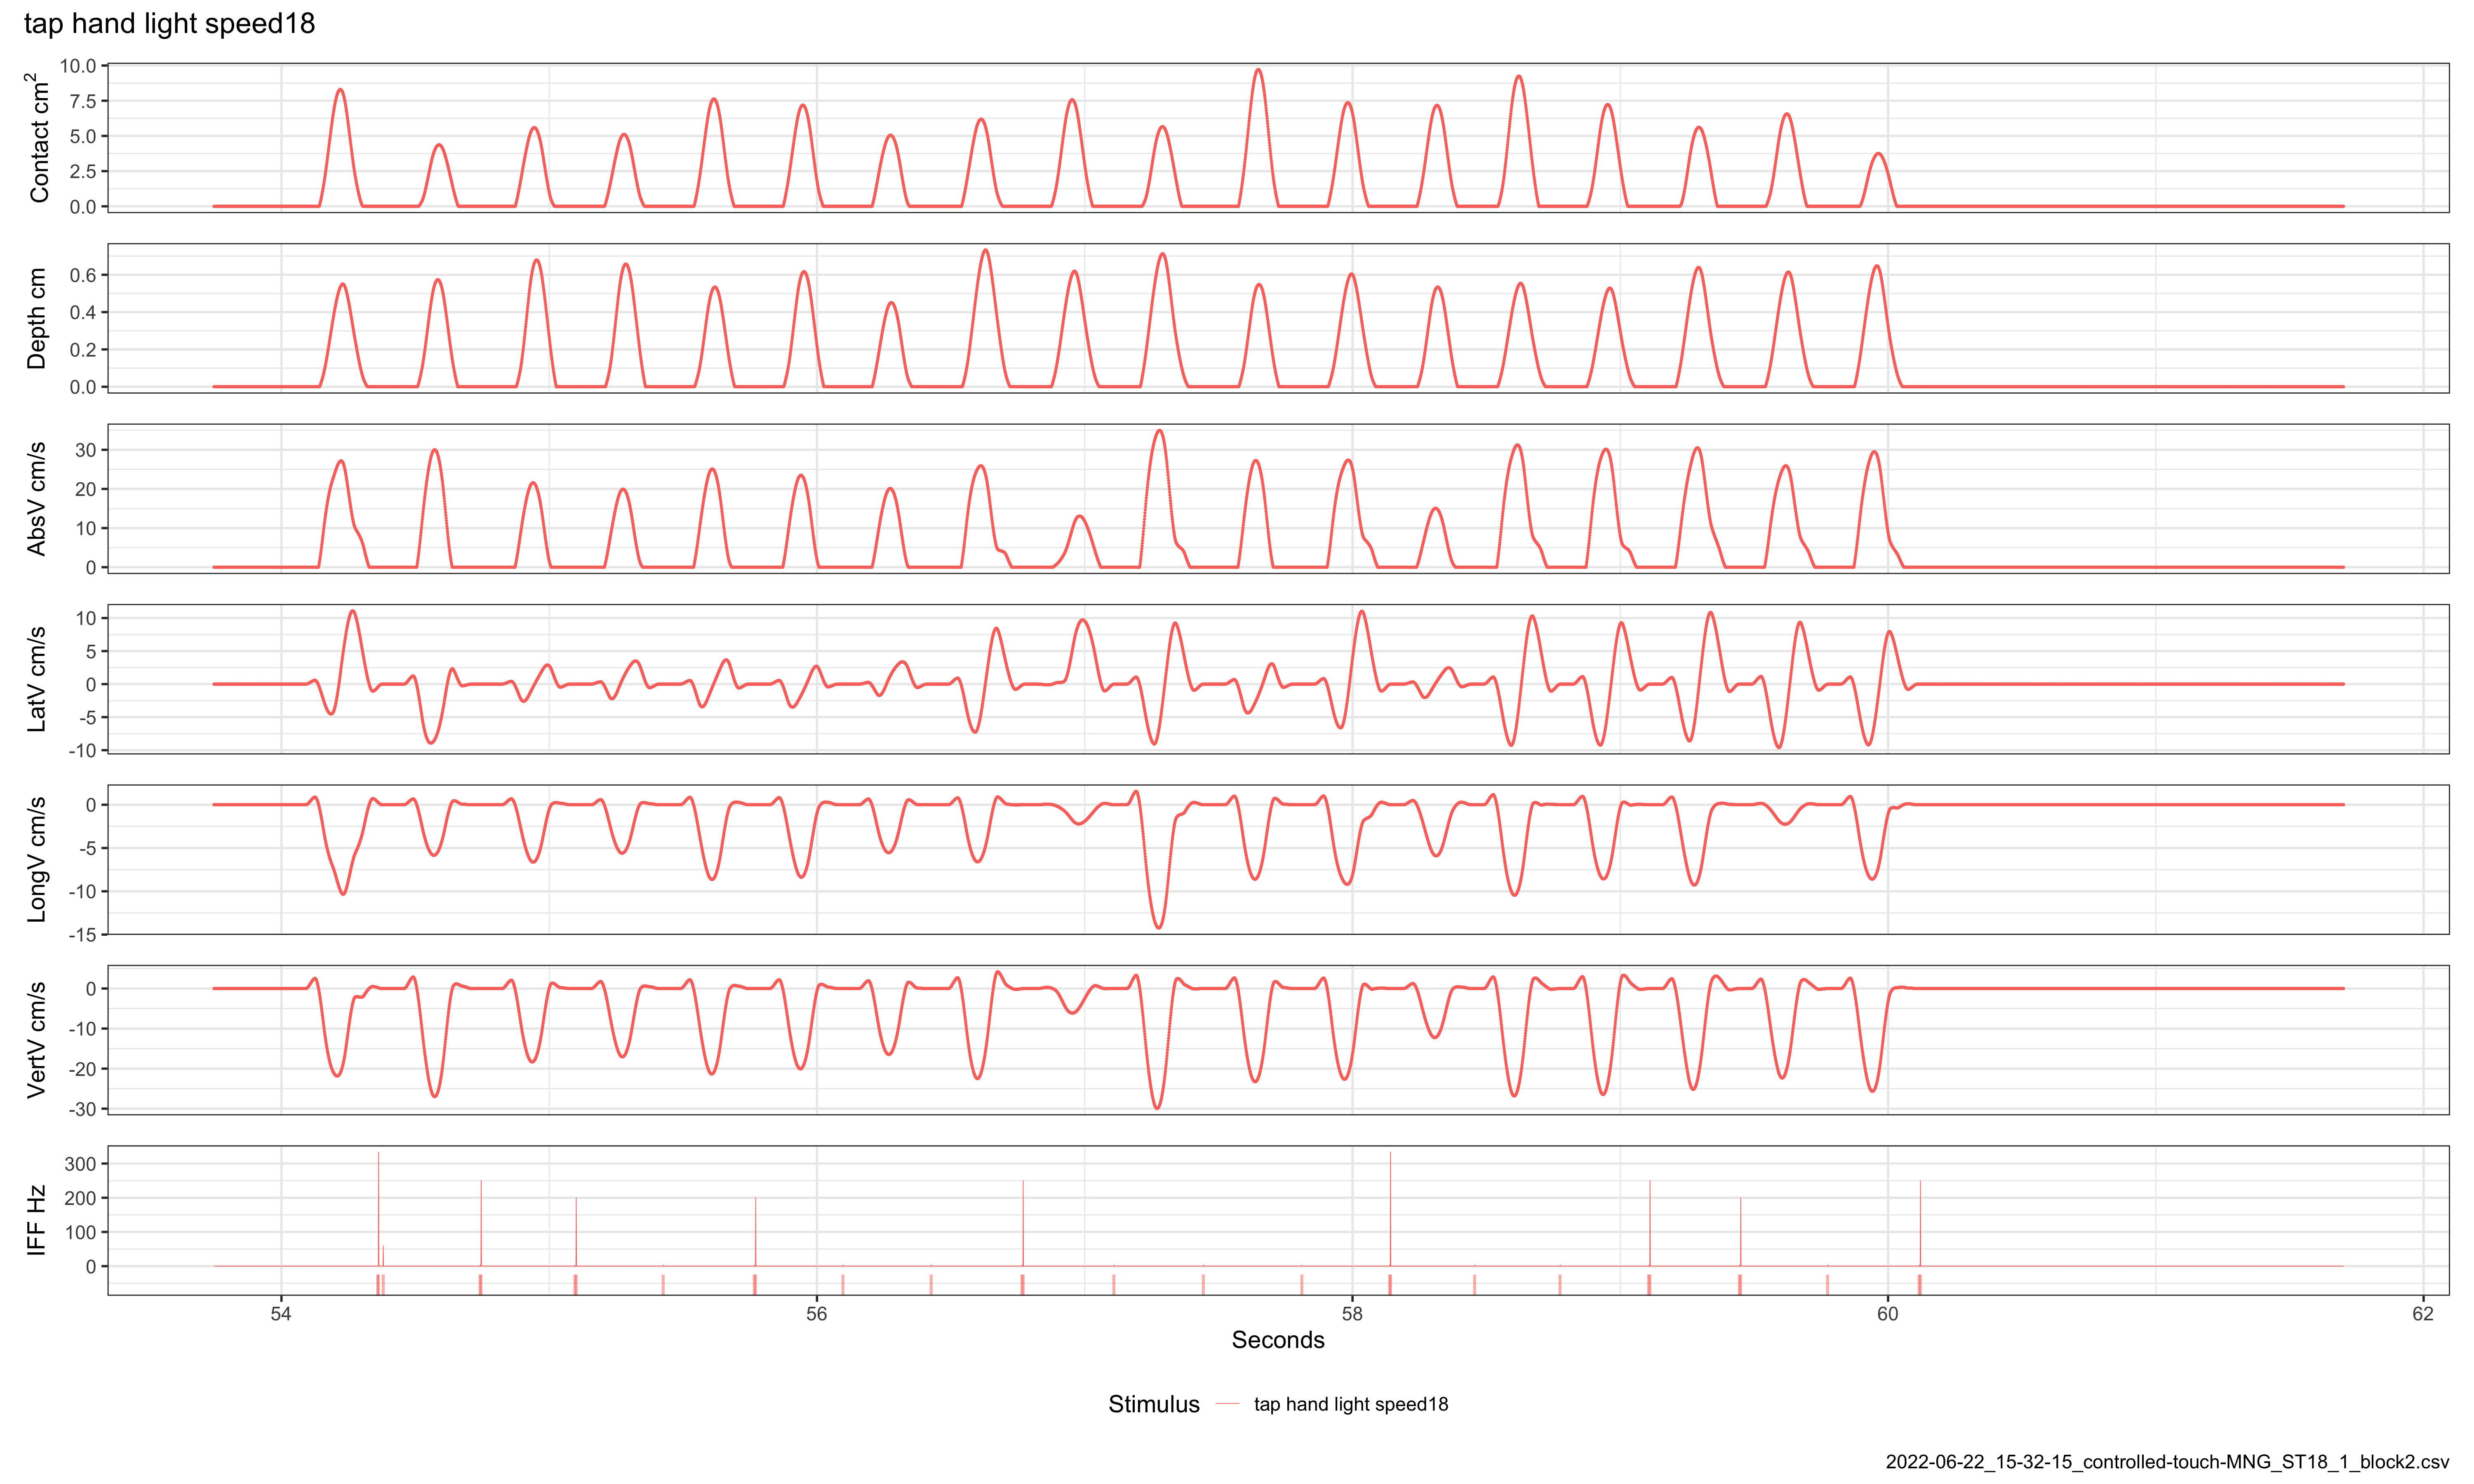 tap hand light speed18
Contact cm²
10.0
7.5
5.0
2.5
0.0
Depth cm
0.6
0.4
0.2
0.0
AbsV cm/s
30
20
10
0
LatV cm/s
10
5
0
-5
-10
LongV cm/s
0
-5
-10
-15
VertV cm/s
0
-10
-20
-30
IFF Hz
300
200
100
0
54 56 58 60 62
Seconds
Stimulus tap hand light speed18
2022-06-22_15-32-15_controlled-touch-MNG_ST18_1_block2.csv